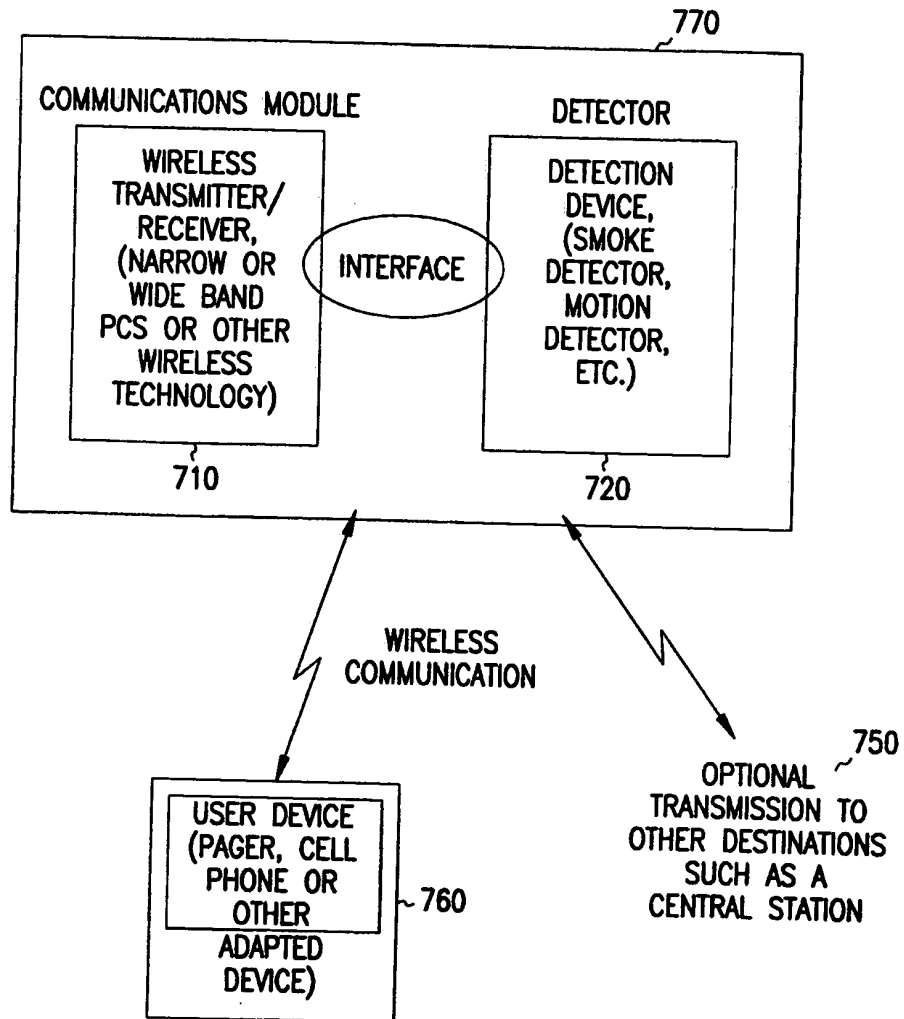 770
COMMUNICATIONS MODULE
WIRELESS
TRANSMITTER/
RECEIVER,
(NARROW OR
WIDE BAND
PCS OR OTHER
WIRELESS
TECHNOLOGY)
710
INTERFACE
DETECTOR
DETECTION
DEVICE,
(SMOKE
DETECTOR,
MOTION
DETECTOR,
ETC.)
720
WIRELESS
COMMUNICATION
USER DEVICE
(PAGER, CELL
PHONE OR
OTHER
ADAPTED
DEVICE)
760
750
OPTIONAL
TRANSMISSION TO
OTHER DESTINATIONS
SUCH AS A
CENTRAL STATION